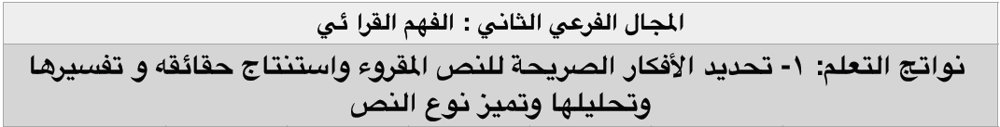 المجال الفرعي الثاني : الفهم القرا ئي
نواتج التعلم: ١- تحديد الأفكار الصريحة للنص المقروء واستنتاج حقائقه و تفسيرها
وتحليلها وتميز نوع النص